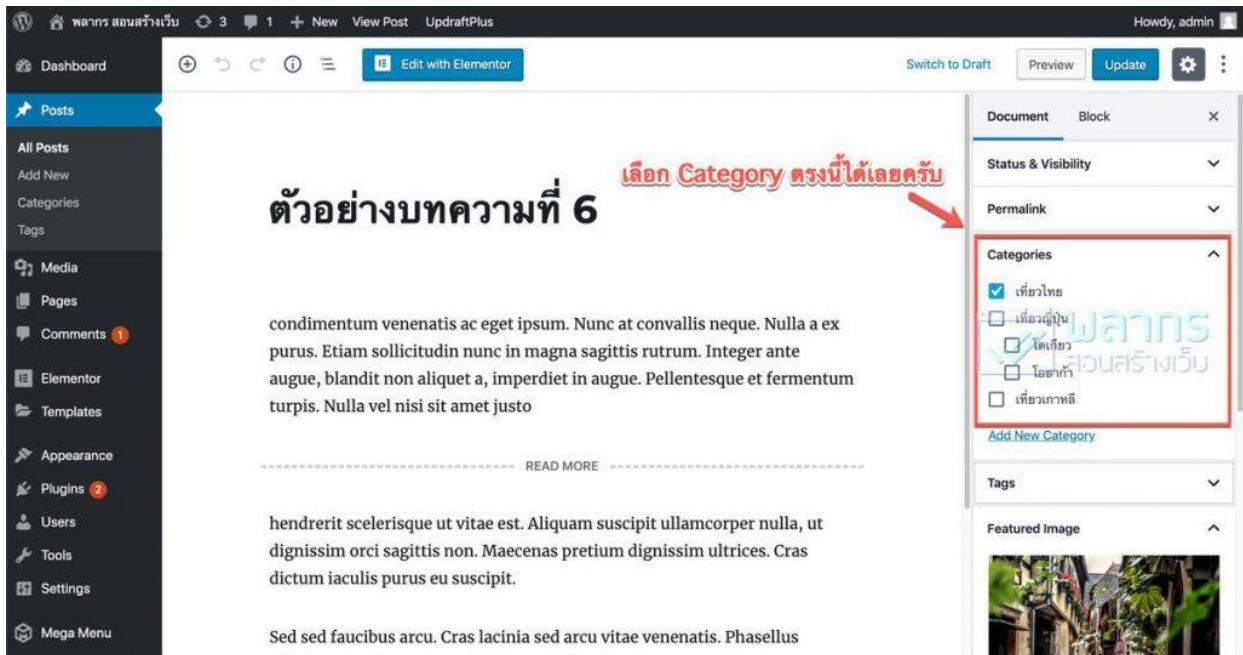 พลากร สอนสร้างเว็บ 3 1 New View Post UpdraftPlus Howdy, admin
Dashboard
Edit with Elementor Switch to Draft Preview Update
Posts
All Posts
Add New
Categories
Tags
Media
Pages
Comments 1
Elementor
Templates
Appearance
Plugins 2
Users
Tools
Settings
Mega Menu
ตัวอย่างบทความที่ 6
condimentum venenatis ac eget ipsum. Nunc at convallis neque. Nulla a ex
purus. Etiam sollicitudin nunc in magna sagittis rutrum. Integer ante
augue, blandit non aliquet a, imperdiet in augue. Pellentesque et fermentum
turpis. Nulla vel nisi sit amet justo
READ MORE
hendrerit scelerisque ut vitae est. Aliquam suscipit ullamcorper nulla, ut
dignissim orci sagittis non. Maecenas pretium dignissim ultrices. Cras
dictum iaculis purus eu suscipit.
Sed sed faucibus arcu. Cras lacinia sed arcu vitae venenatis. Phasellus
เลือก Category ตรงนี้ได้เลยครับ
Document Block
Status & Visibility
Permalink
Categories
เที่ยวไทย
เที่ยวญี่ปุ่น
โตเกียว
โอซาก้า
เที่ยวเกาหลี
พลากร
สอนสร้างเว็บ
Add New Category
Tags
Featured Image